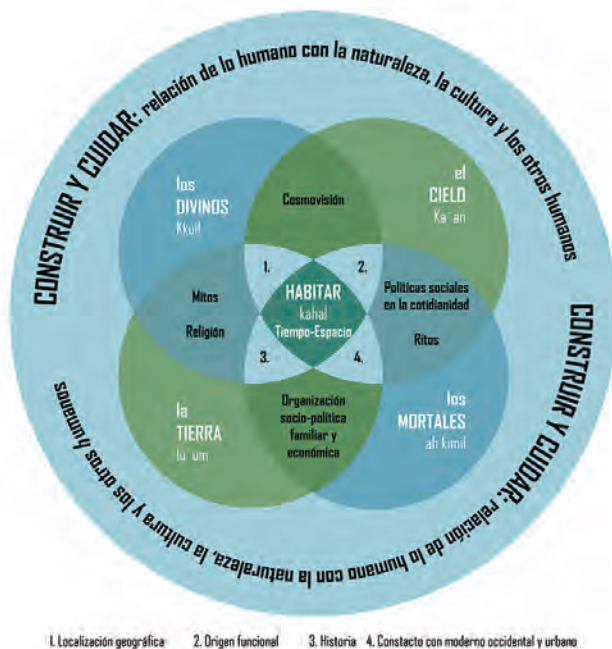 CONSTRUIR Y CUIDAR: relación de lo humano con la naturaleza, la cultura y los otros humanos
los
DIVINOS
Kkuil
Cosmovisión
el
CIELO
Ka¨an
1.
2.
Mitos
Religión
HABITAR
kahal
Tiempo-Espacio
Políticas sociales
en la cotidianidad
Ritos
3.
4.
la
TIERRA
lu¨um
Organización
socio-política
familiar y
económica
los
MORTALES
ah kimil
CONSTRUIR Y CUIDAR: relación de lo humano con la naturaleza, la cultura y los otros humanos
1. Localización geográfica 2. Origen funcional 3. Historia 4. Constacto con moderno occidental y urbano